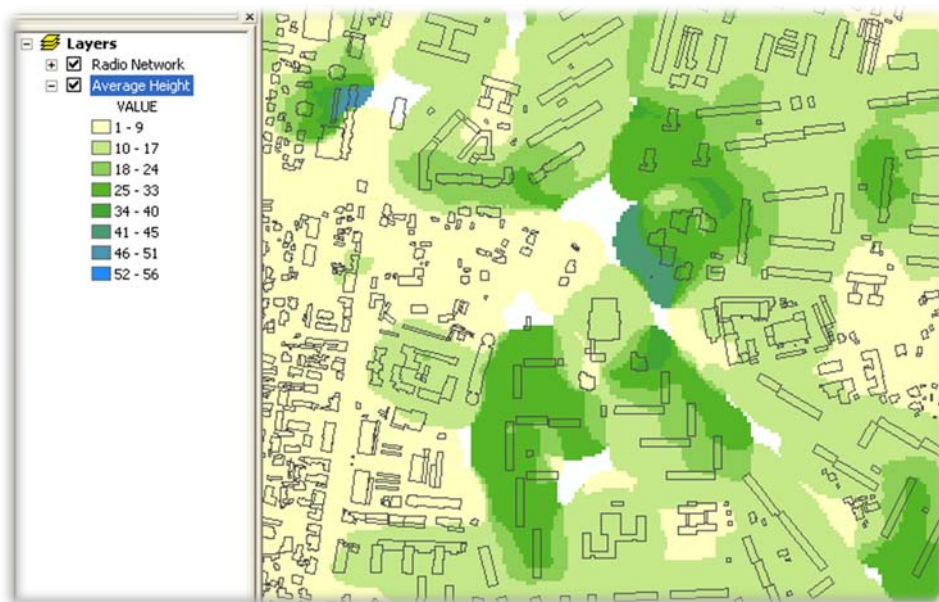 ×
Layers
Radio Network
Average Height
VALUE
1 - 9
10 - 17
18 - 24
25 - 33
34 - 40
41 - 45
46 - 51
52 - 56